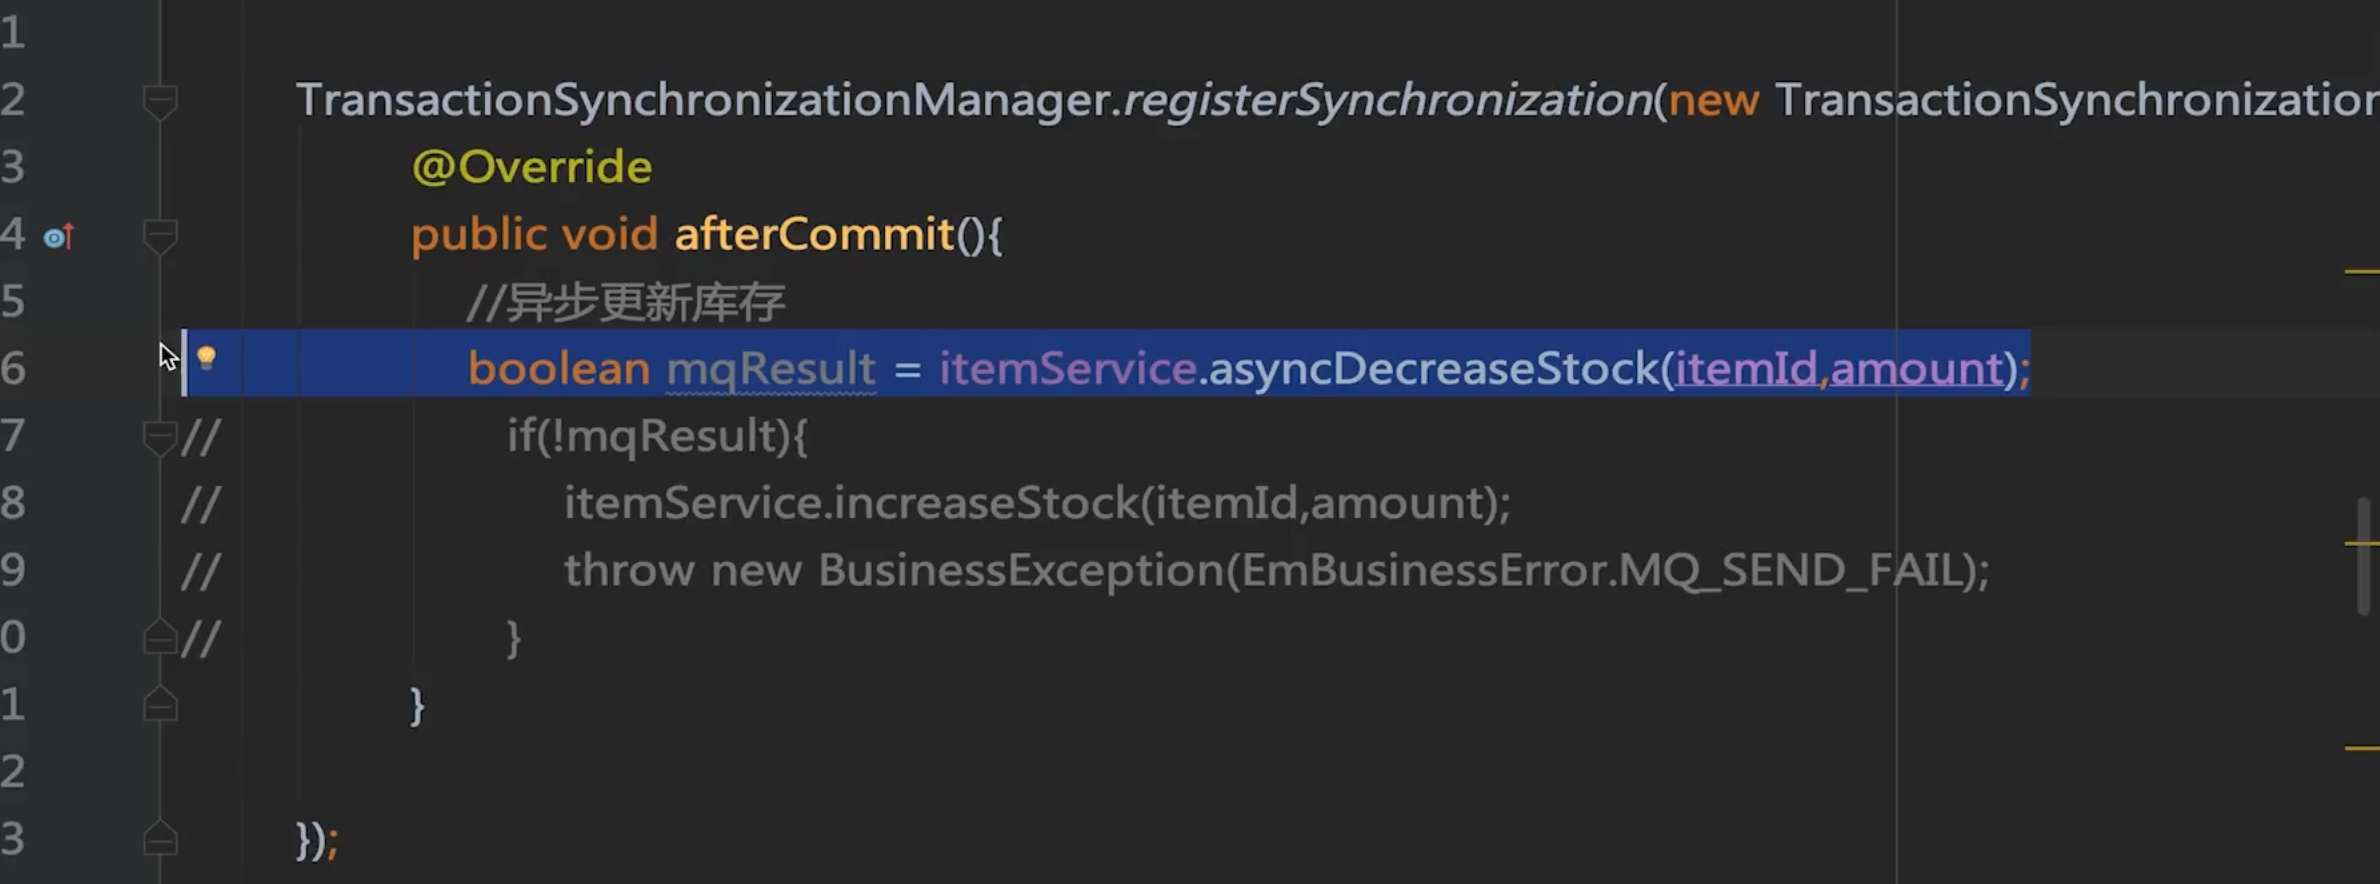 1
2 TransactionSynchronizationManager.registerSynchronization(new TransactionSynchronization
3 @Override
4 public void afterCommit(){
5 //异步更新库存
6 boolean mqResult = itemService.asyncDecreaseStock(itemId,amount);
7 // if(!mqResult){
8 // itemService.increaseStock(itemId,amount);
9 // throw new BusinessException(EmBusinessError.MQ_SEND_FAIL);
0 // }
1 }
2
3 });